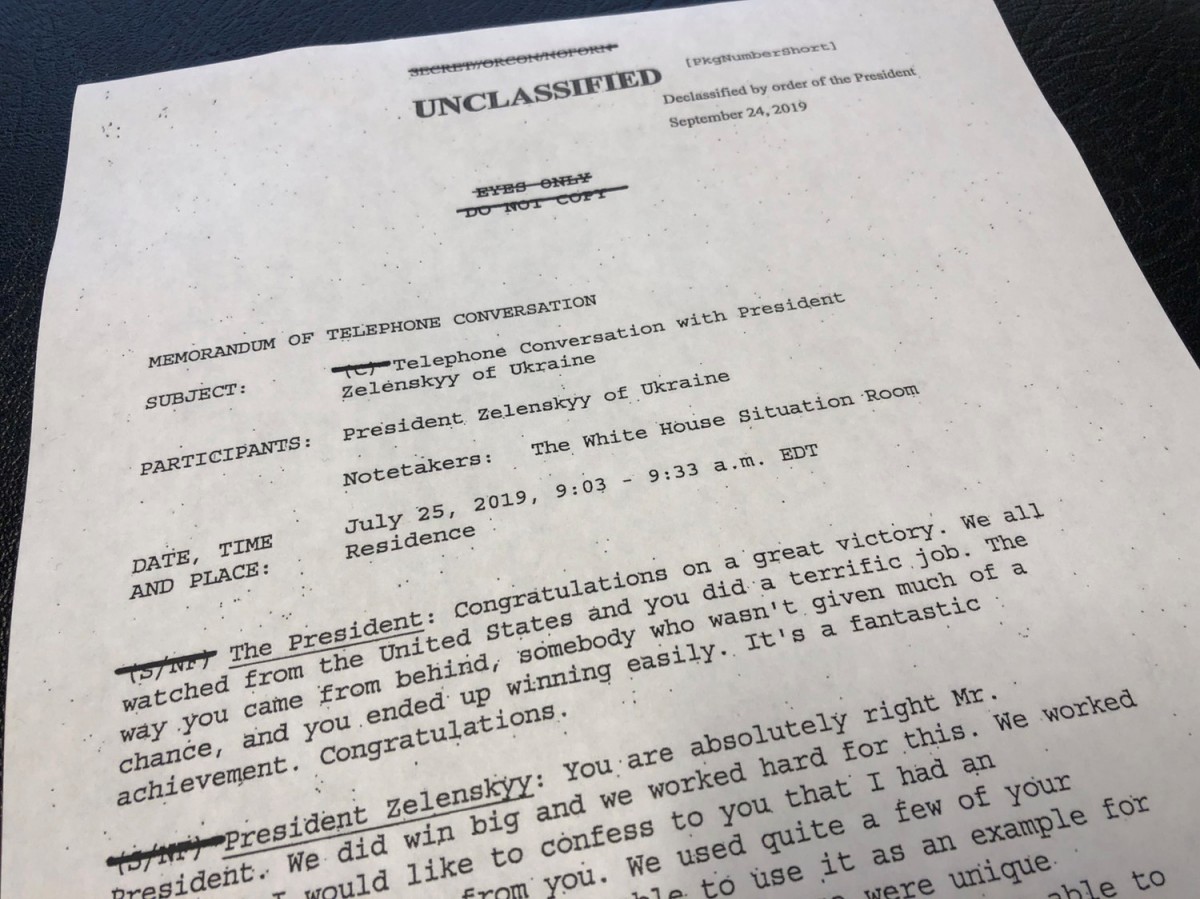 SECRET//ORCON/NOFORN
UNCLASSIFIED
[PkgNumberShort]
Declassified by order of the President
September 24, 2019
EYES ONLY
DO NOT COPY
MEMORANDUM OF TELEPHONE CONVERSATION
SUBJECT: (C) Telephone Conversation with President
Zelenskyy of Ukraine
PARTICIPANTS: President Zelenskyy of Ukraine
Notetakers: The White House Situation Room
DATE, TIME July 25, 2019, 9:03 - 9:33 a.m. EDT
AND PLACE: Residence
(S/NF) The President: Congratulations on a great victory. We all
watched from the United States and you did a terrific job. The
way you came from behind, somebody who wasn't given much of a
chance, and you ended up winning easily. It's a fantastic
achievement. Congratulations.
(S/NF) President Zelenskyy: You are absolutely right Mr.
President. We did win big and we worked hard for this. We worked
I would like to confess to you that I had an
from you. We used quite a few of your
to use it as an example for
were unique
able to